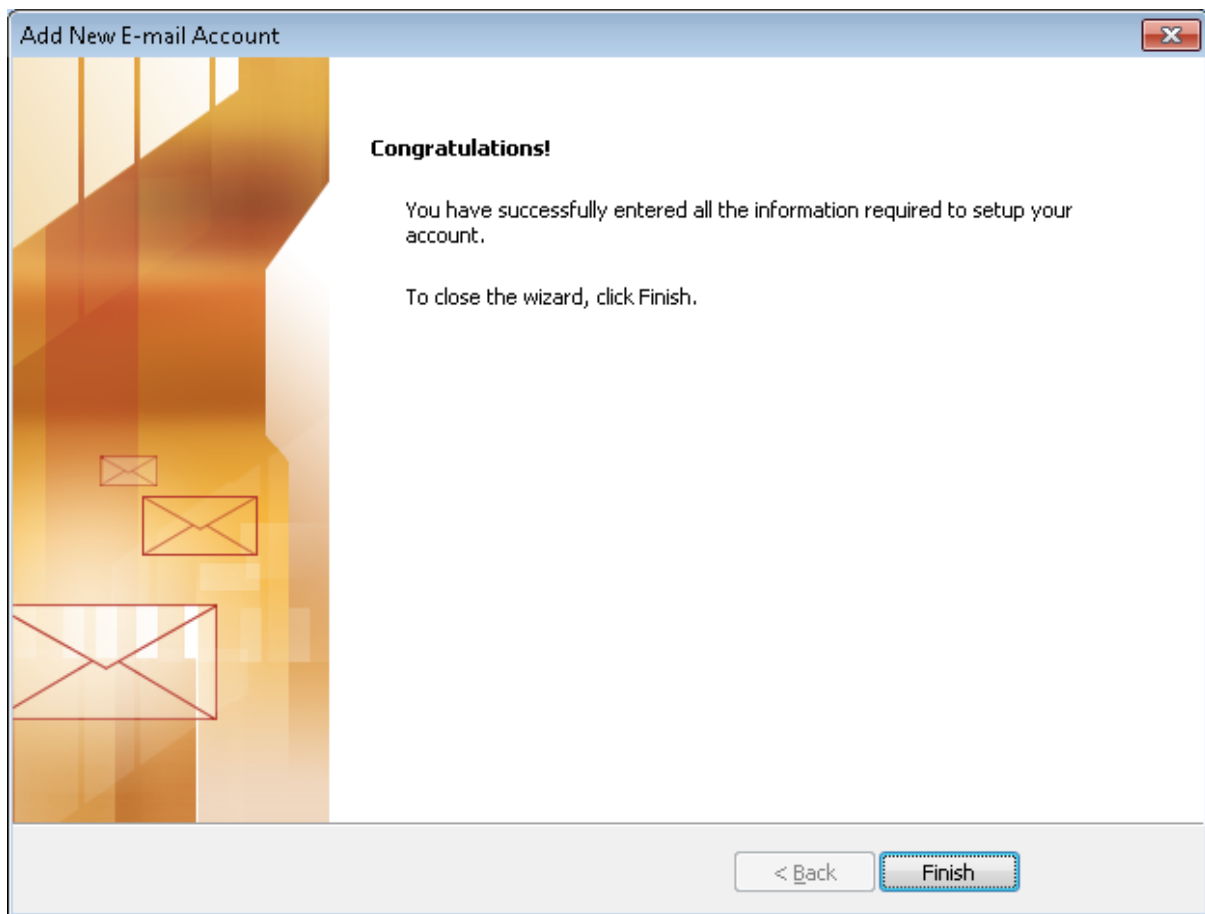 Add New E-mail Account
Congratulations!
You have successfully entered all the information required to setup your
account.
To close the wizard, click Finish.
< Back
Finish